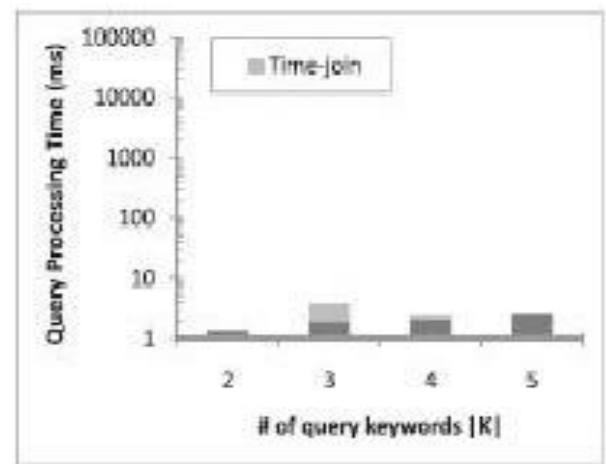 Query Processing Time (ms)
100000
10000
1000
100
10
1
Time-join
2 3 4 5
# of query keywords |K|